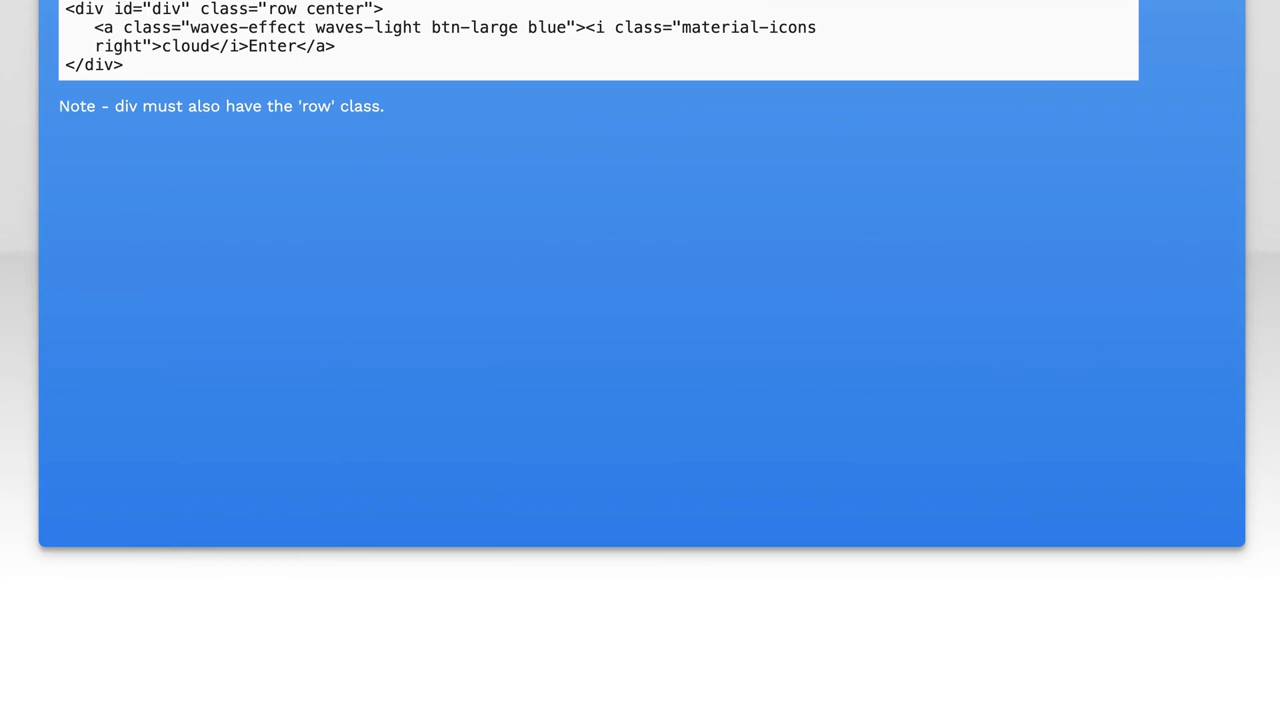 <div id="div" class="row center">
<a class="waves-effect waves-light btn-large blue"><i class="material-icons
right">cloud</i>Enter</a>
</div>
Note - div must also have the 'row' class.